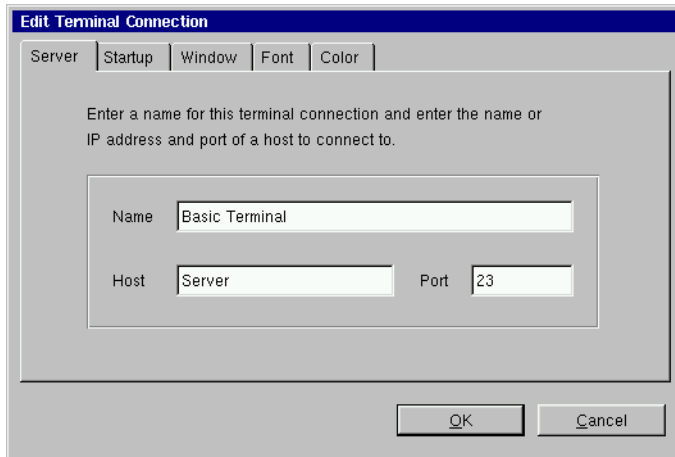 Edit Terminal Connection
Server Startup Window Font Color
Enter a name for this terminal connection and enter the name or
IP address and port of a host to connect to.
Name Basic Terminal
Host Server Port 23
OK Cancel